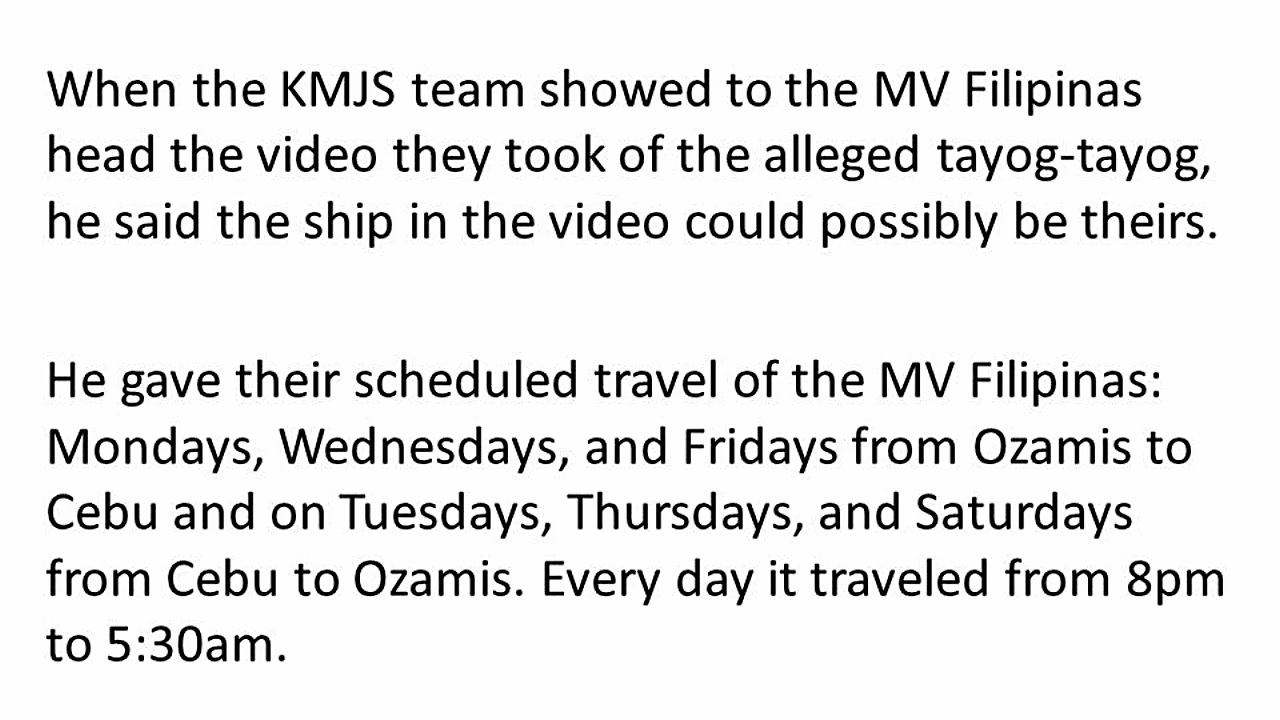 When the KMJS team showed to the MV Filipinas
head the video they took of the alleged tayog-tayog,
he said the ship in the video could possibly be theirs.
He gave their scheduled travel of the MV Filipinas:
Mondays, Wednesdays, and Fridays from Ozamis to
Cebu and on Tuesdays, Thursdays, and Saturdays
from Cebu to Ozamis. Every day it traveled from 8pm
to 5:30am.